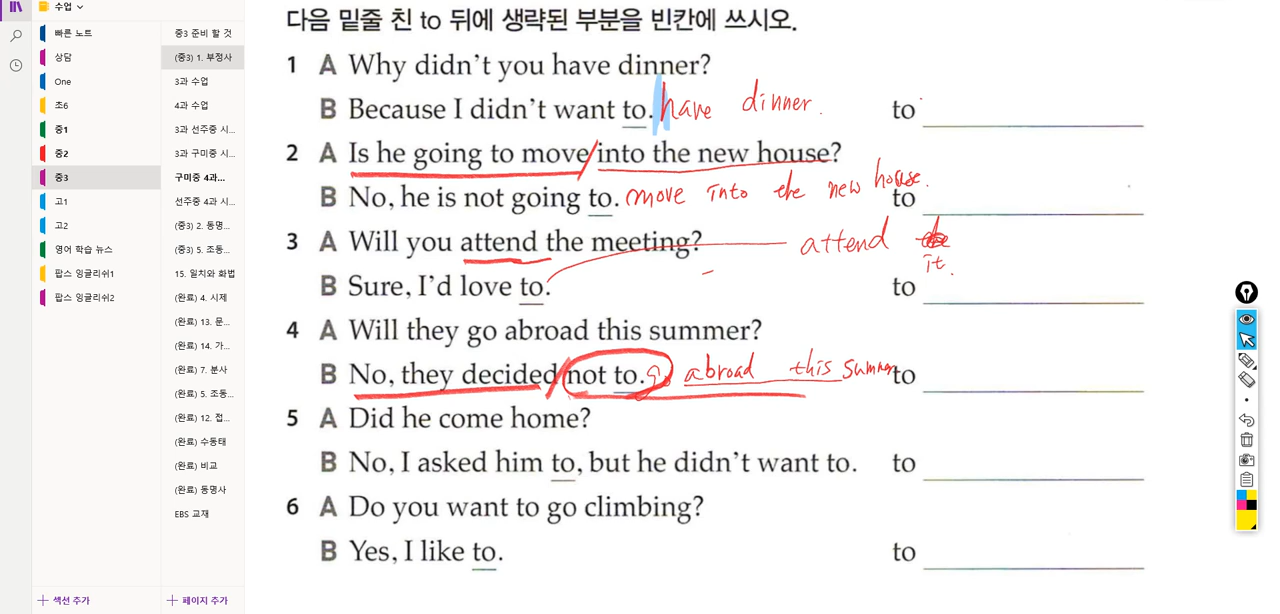 수업
빠른 노트
상담
One
초6
중1
중2
중3
고1
고2
영어 학습 뉴스
팝스 잉글리쉬1
팝스 잉글리쉬2
섹션 추가
중3 준비 할 것
(중3) 1. 부정사
3과 수업
4과 수업
3과 선주중 시...
3과 구미중 시...
구미중 4과...
선주중 4과 시...
(중3) 2. 동명...
(중3) 5. 조동...
15. 일치와 화법
(완료) 4. 시제
(완료) 13. 문...
(완료) 14. 가...
(완료) 7. 분사
(완료) 5. 조동...
(완료) 12. 접...
(완료) 수동태
(완료) 비교
(완료) 동명사
EBS 교재
페이지 추가
다음 밑줄 친 to 뒤에 생략된 부분을 빈칸에 쓰시오.
1 A Why didn't you have dinner?
B Because I didn't want to. have dinner. to
2 A Is he going to move/into the new house?
B No, he is not going to. move into the new house. to
3 A Will you attend the meeting? attend
it.
B Sure, I'd love to. to
4 A Will they go abroad this summer?
B No, they decided/not to. go abroad this summer to
5 A Did he come home?
B No, I asked him to, but he didn't want to. to
6 A Do you want to go climbing?
B Yes, I like to. to